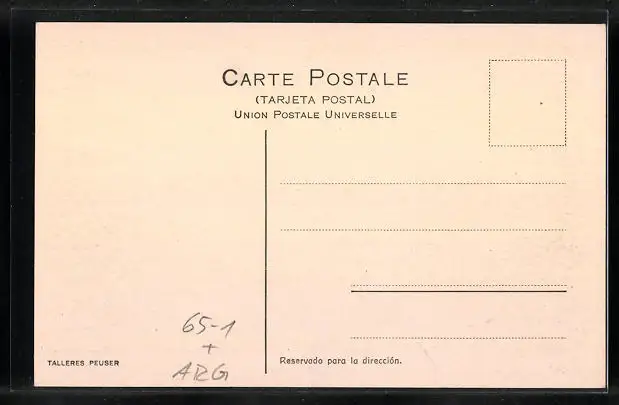 CARTE POSTALE
(TARJETA POSTAL)
UNION POSTALE UNIVERSELLE
65-1
+
ARG
TALLERES PEUSER
Reservado para la dirección.